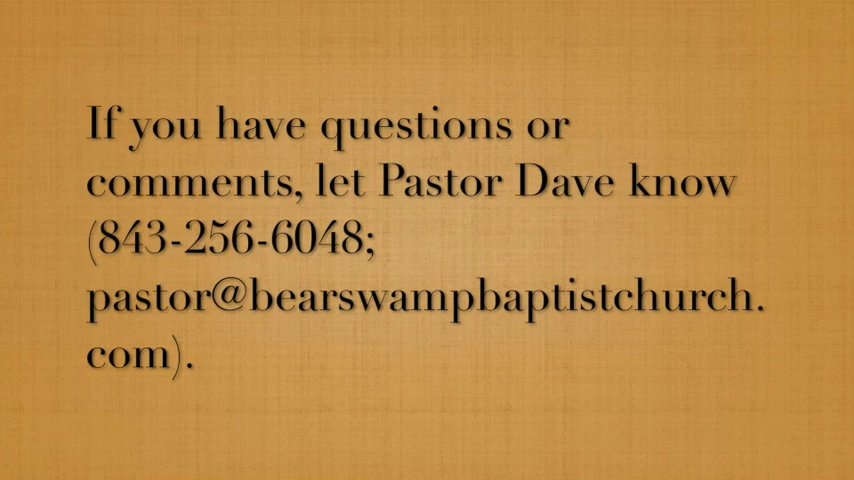 If you have questions or
comments, let Pastor Dave know
(843-256-6048;
pastor@bearswampbaptistchurch.
com).